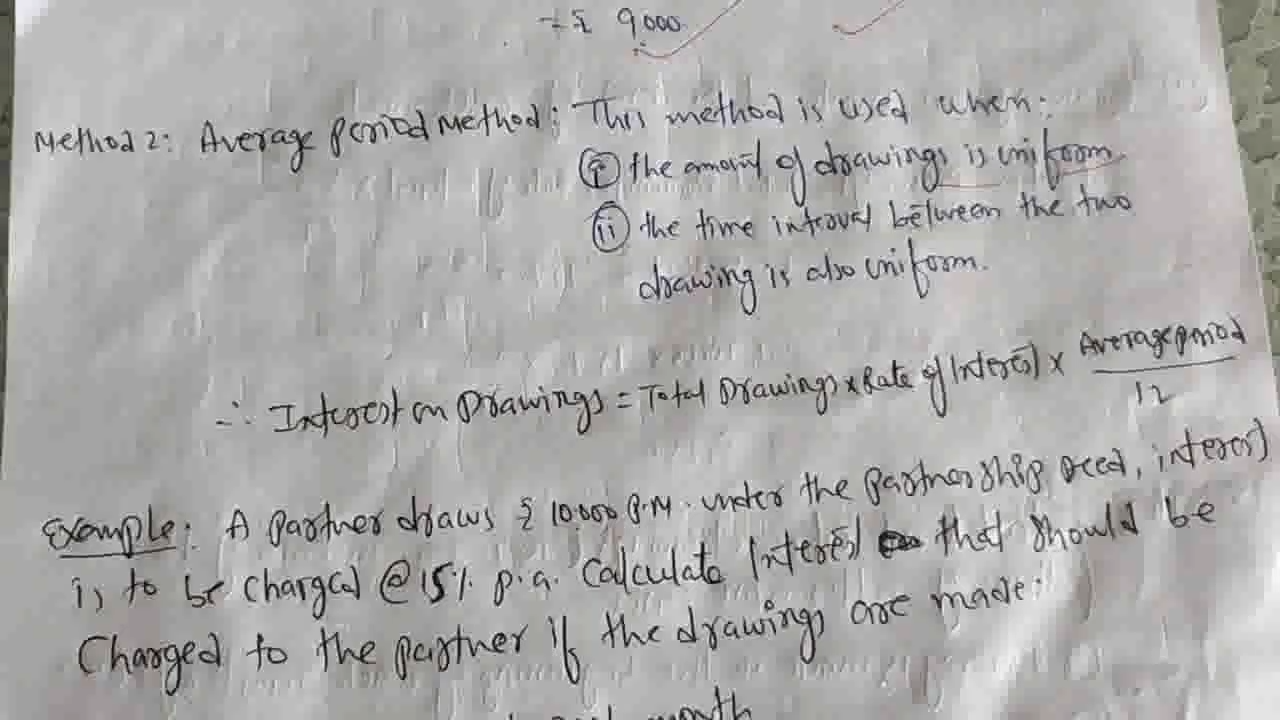 = ₹ 9,000
Method 2: Average period Method: This method is used when:
(i) the amount of drawings is uniform
(ii) the time interval between the two
drawing is also uniform.
∴ Interest on Drawings = Total Drawings x Rate of Interest x Average period / 12
Example: A partner draws ₹ 10,000 P.M. under the partnership Deed, interest
is to be charged @ 15% p.a. Calculate Interest that should be
Charged to the partner if the drawings are made:
month